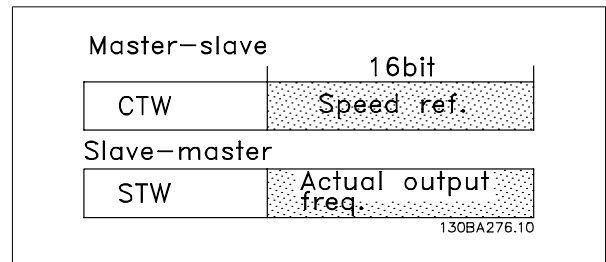 Master-slave
16bit
CTW
Speed ref.
Slave-master
STW
Actual output
freq.
130BA276.10